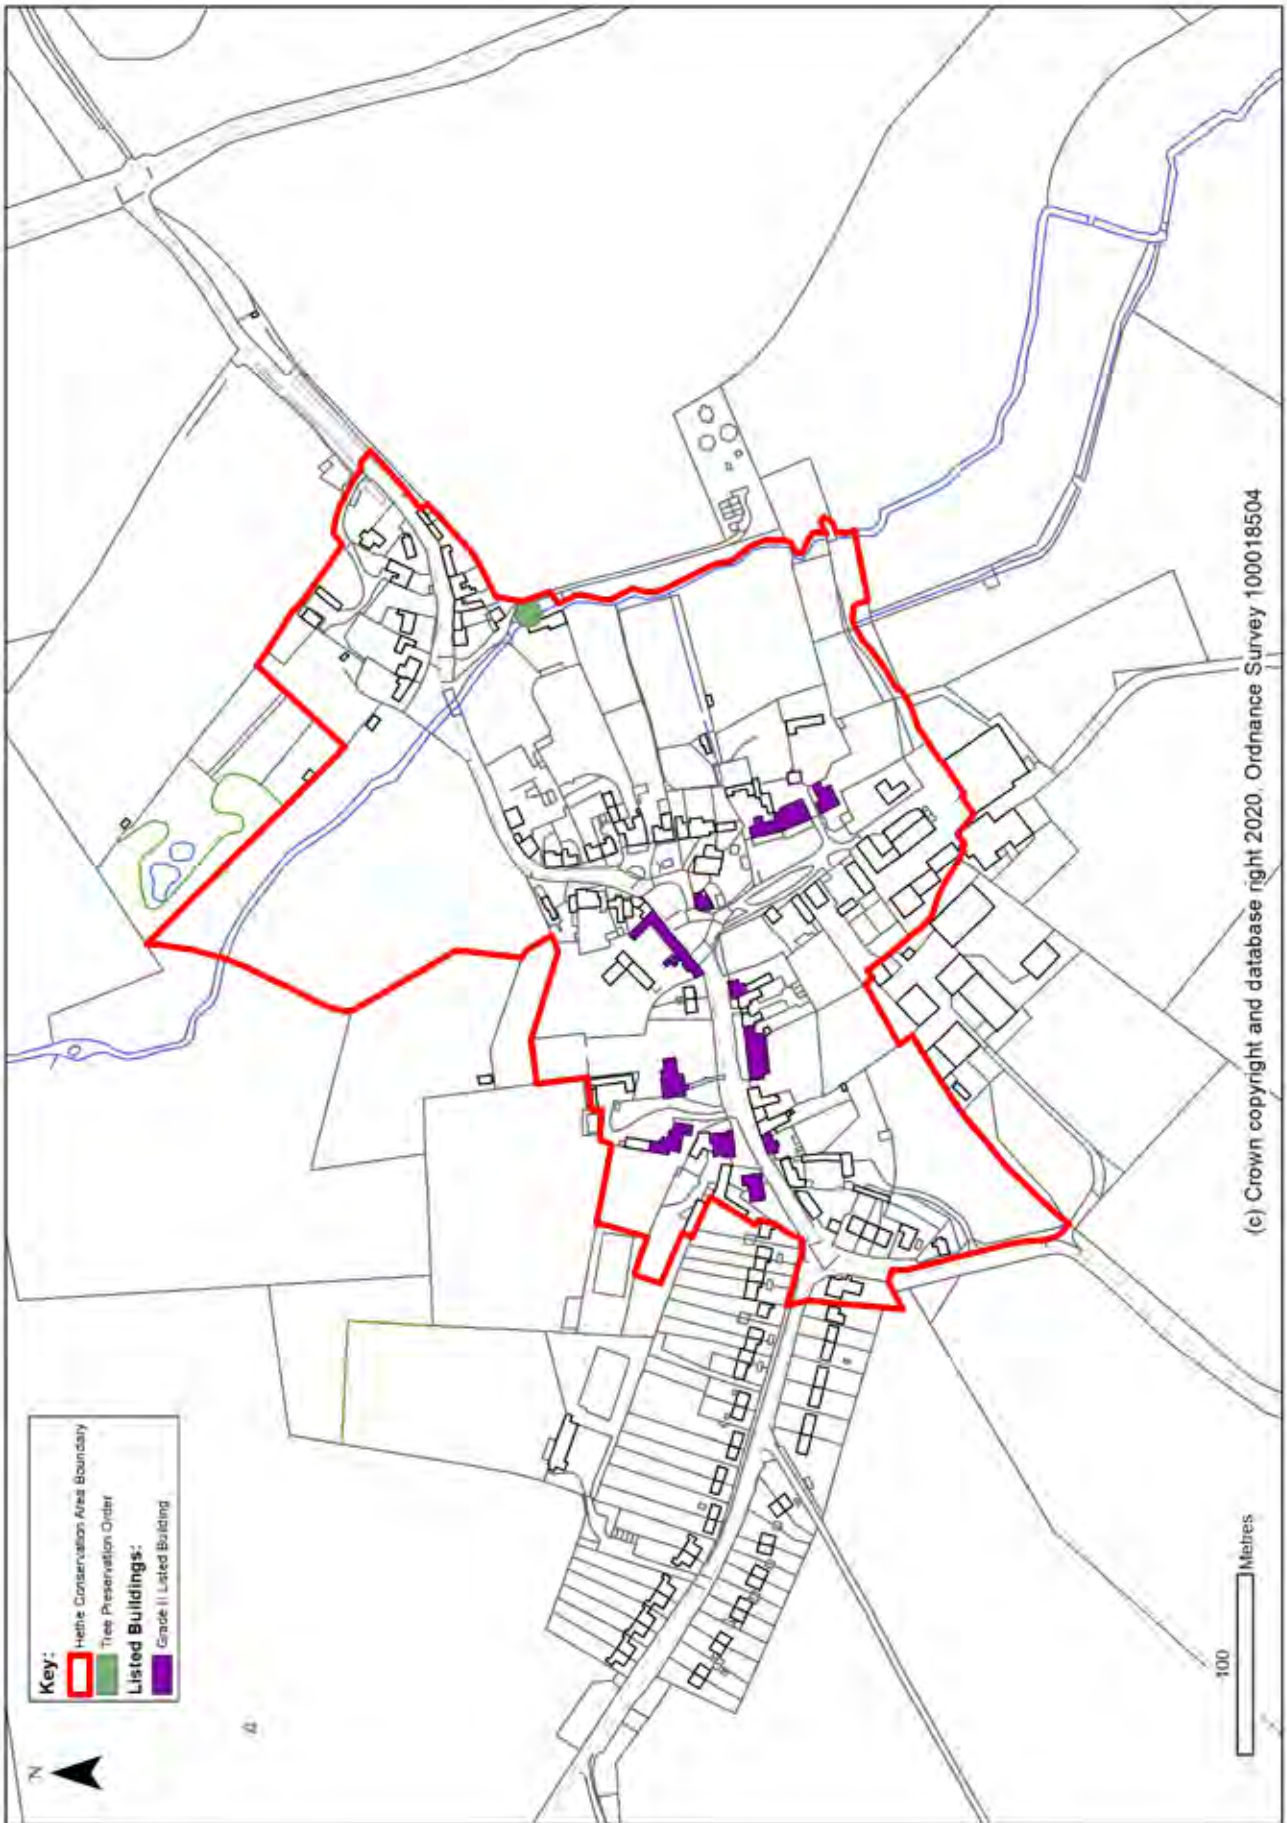 N
Key:
Hethe Conservation Area Boundary
Tree Preservation Order
Listed Buildings:
Grade II Listed Building
100
Metres
(c) Crown copyright and database right 2020. Ordnance Survey 100018504